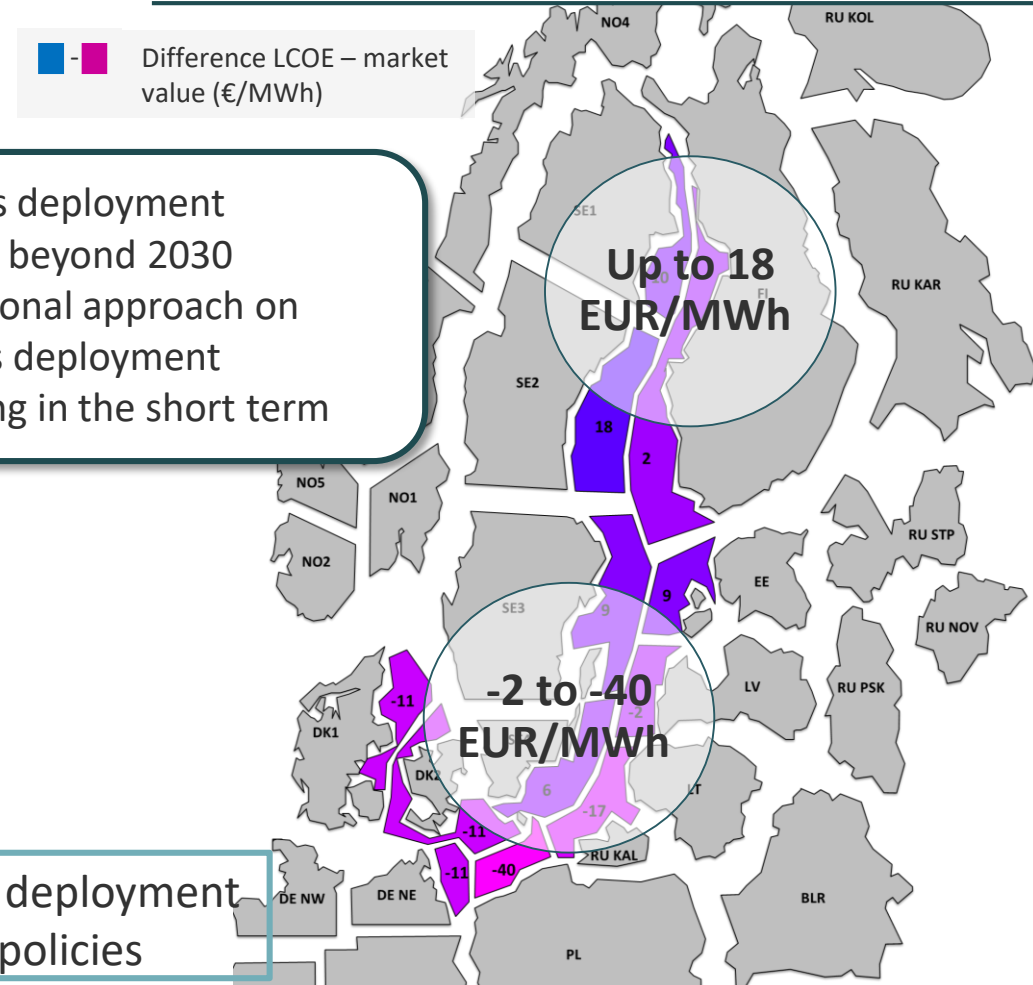 NO4
RU KOL
-
Difference LCOE – market
value (€/MWh)
s deployment
beyond 2030
onal approach on
s deployment
ng in the short term
SE1
Up to 18
EUR/MWh
FI
RU KAR
SE2
18
2
NO5
NO1
NO2
RU STP
EE
9
SE3
9
RU NOV
-2 to -40
EUR/MWh
-2
LV
RU PSK
-11
DK1
DK2
6
LT
-17
-11
RU KAL
-11
-40
deployment
policies
DE NW
DE NE
BLR
PL